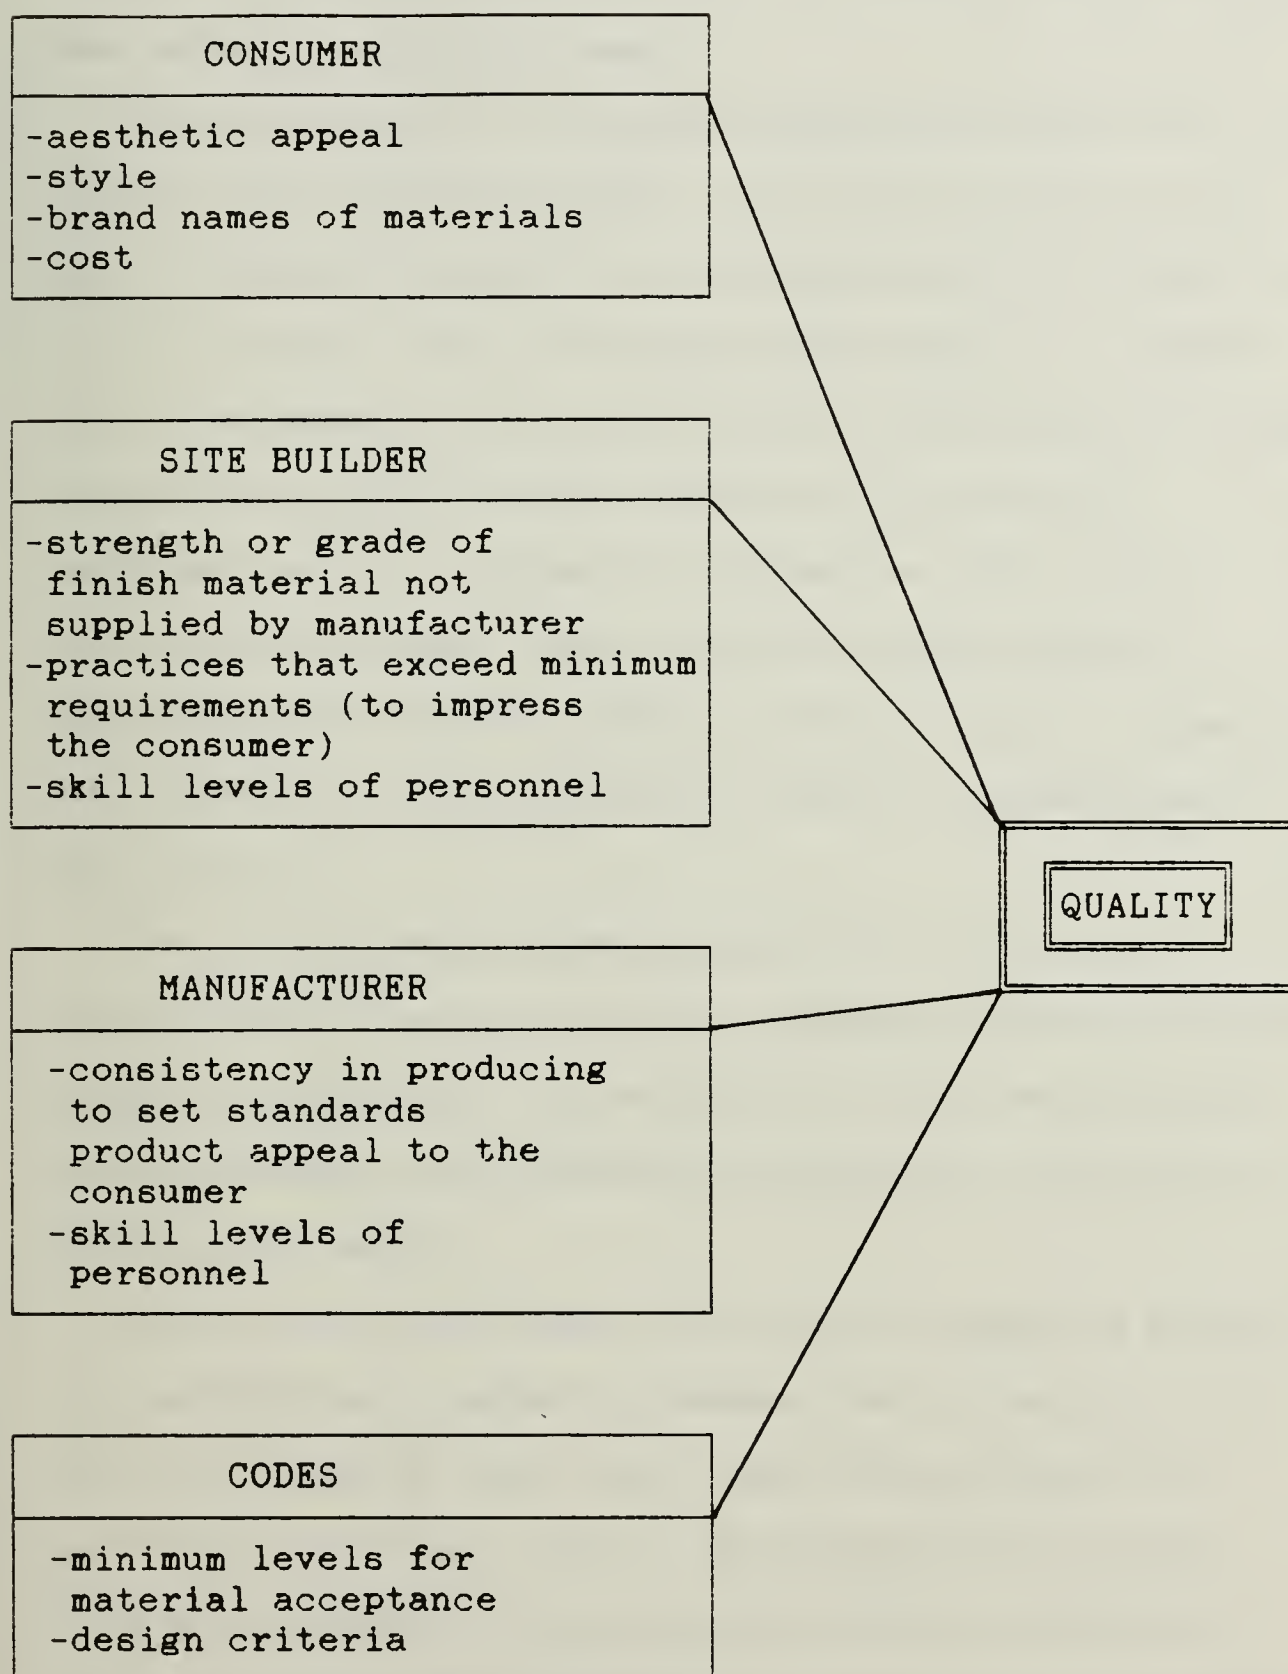 CONSUMER
-aesthetic appeal
-style
-brand names of materials
-cost
SITE BUILDER
-strength or grade of
finish material not
supplied by manufacturer
-practices that exceed minimum
requirements (to impress
the consumer)
-skill levels of personnel
QUALITY
MANUFACTURER
-consistency in producing
to set standards
product appeal to the
consumer
-skill levels of
personnel
CODES
-minimum levels for
material acceptance
-design criteria